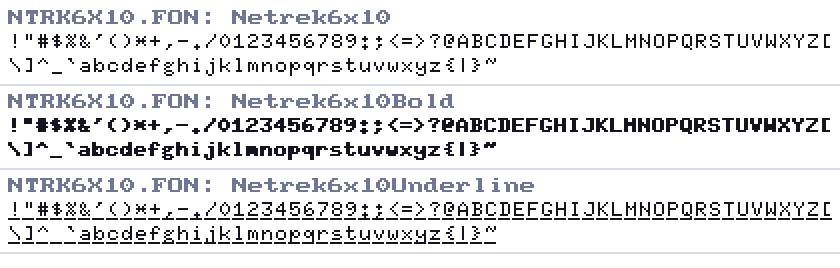 NTRK6X10.FON: Netrek6x10
!"#$%&'()*+,-./0123456789:;<=>?@ABCDEFGHIJKLMNOPQRSTUVWXYZ[
\]^_`abcdefghijklmnopqrstuvwxyz{|}~
NTRK6X10.FON: Netrek6x10Bold
!"#$%&'()*+,-./0123456789:;<=>?@ABCDEFGHIJKLMNOPQRSTUVWXYZ[
\]^_`abcdefghijklmnopqrstuvwxyz{|}~
NTRK6X10.FON: Netrek6x10Underline
!"#$%&'()*+,-./0123456789:;<=>?@ABCDEFGHIJKLMNOPQRSTUVWXYZ[
\]^_`abcdefghijklmnopqrstuvwxyz{|}~